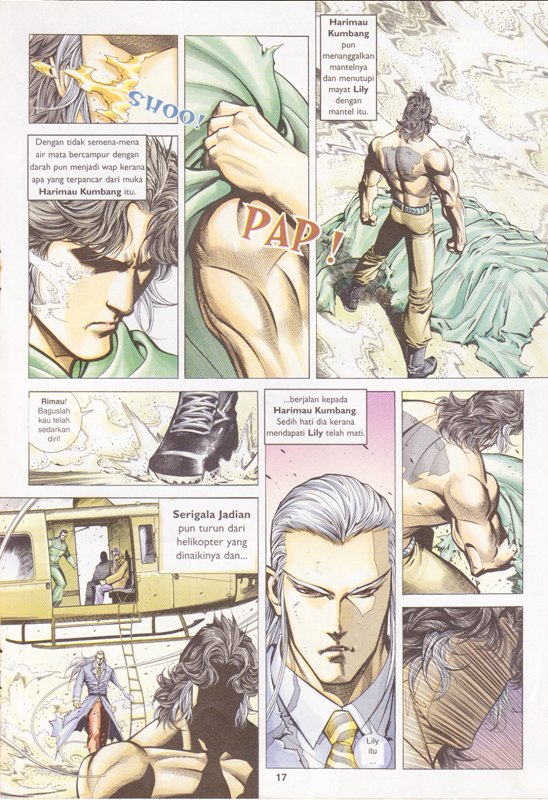 SHOOO!
Dengan tidak semena-mena
air mata bercampur dengan
darah pun menjadi wap kerana
apa yang terpancar dari muka
Harimau Kumbang itu.
PAP!
Harimau
Kumbang
pun
menanggalkan
mantelnya
dan menutupi
mayat Lily
dengan
mantel itu.
Rimau!
Baguslah
kau telah
sedarkan
diri!
Serigala Jadian
pun turun dari
helikopter yang
dinaikinya dan...
...berjalan kepada
Harimau Kumbang.
Sedih hati dia kerana
mendapati Lily telah mati.
Lily
itu
...
17